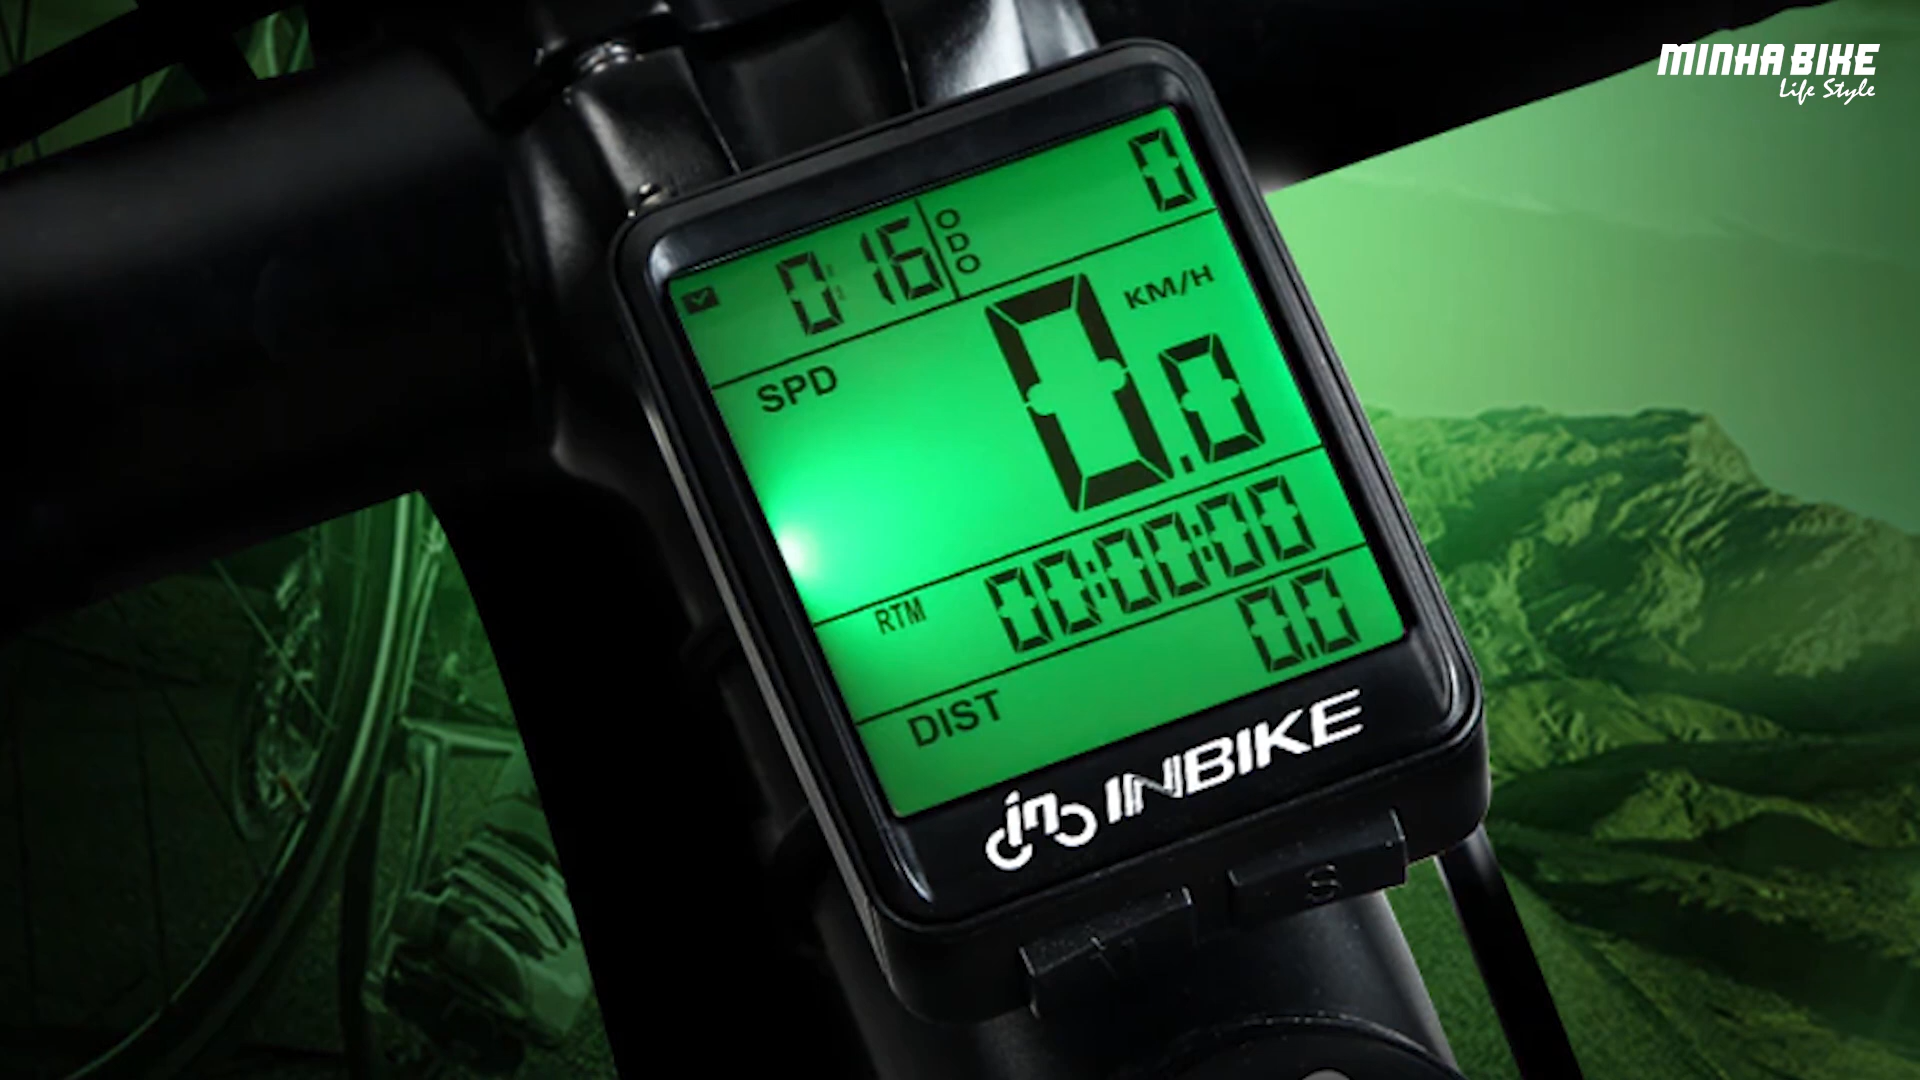 MINHA BIKE
Life Style
0:16
ODO
0
SPD
0.0
KM/H
RTM
00:00:00
DIST
0.0
in INBIKE
S